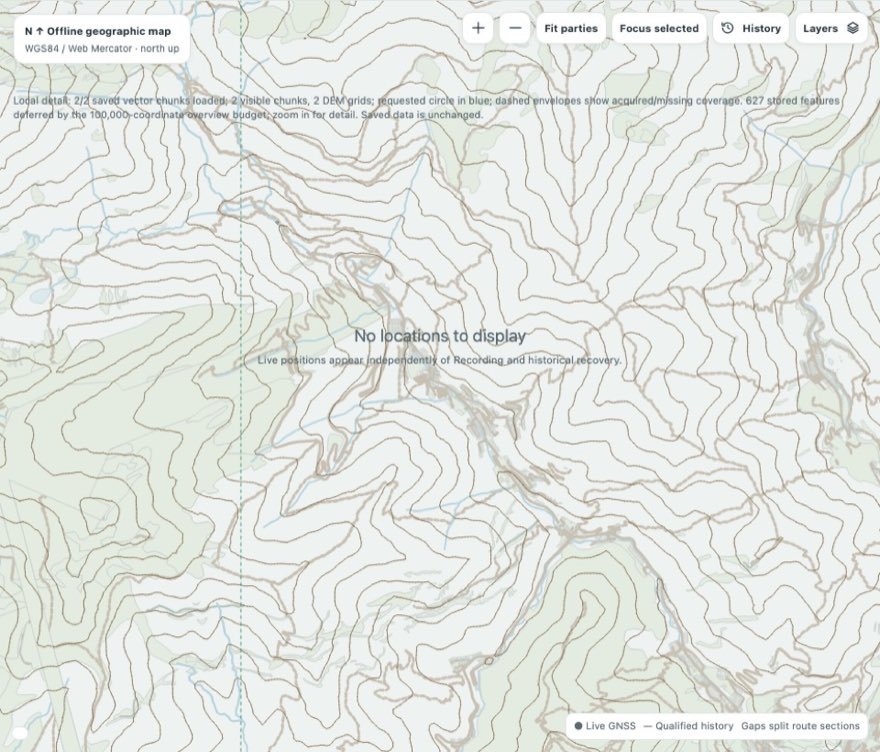 N ↑ Offline geographic map
WGS84 / Web Mercator · north up
+
−
Fit parties
Focus selected
History
Layers
Local detail: 2/2 saved vector chunks loaded; 2 visible chunks, 2 DEM grids; requested circle in blue; dashed envelopes show acquired/missing coverage. 627 stored features
deferred by the 100,000-coordinate overview budget; zoom in for detail. Saved data is unchanged.
No locations to display
Live positions appear independently of Recording and historical recovery.
● Live GNSS — Qualified history Gaps split route sections